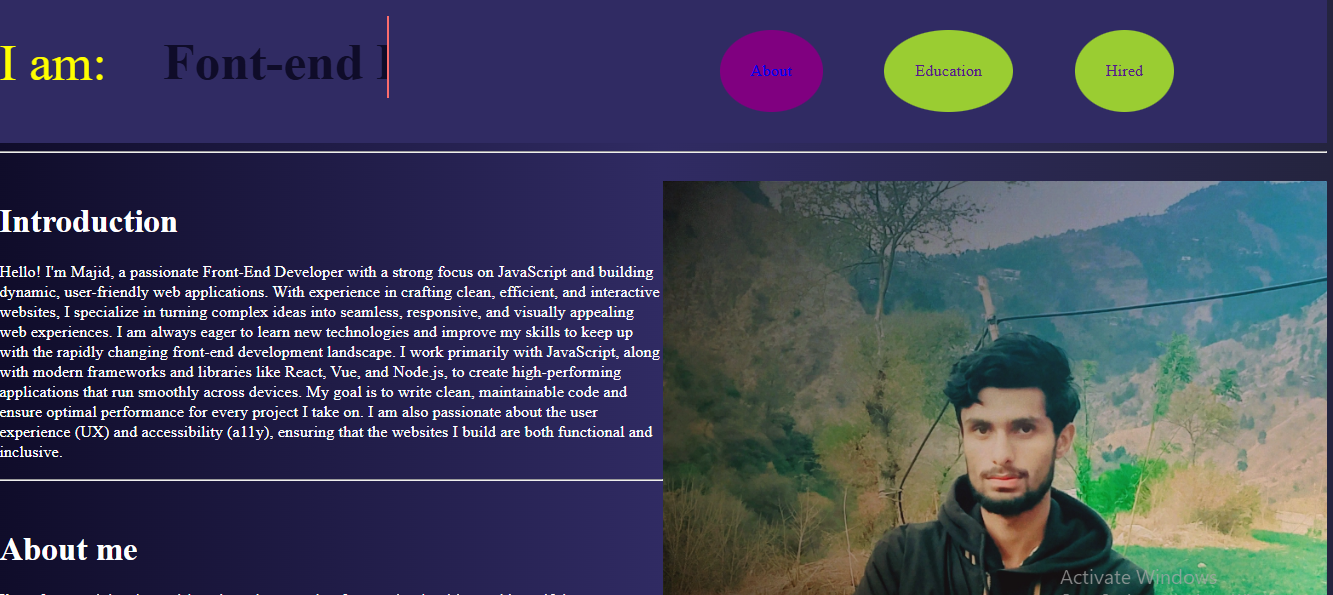 I am: Font-end
About
Education
Hired
Introduction
Hello! I'm Majid, a passionate Front-End Developer with a strong focus on JavaScript and building
dynamic, user-friendly web applications. With experience in crafting clean, efficient, and interactive
websites, I specialize in turning complex ideas into seamless, responsive, and visually appealing
web experiences. I am always eager to learn new technologies and improve my skills to keep up
with the rapidly changing front-end development landscape. I work primarily with JavaScript, along
with modern frameworks and libraries like React, Vue, and Node.js, to create high-performing
applications that run smoothly across devices. My goal is to write clean, maintainable code and
ensure optimal performance for every project I take on. I am also passionate about the user
experience (UX) and accessibility (a11y), ensuring that the websites I build are both functional and
inclusive.
About me
Activate Windows